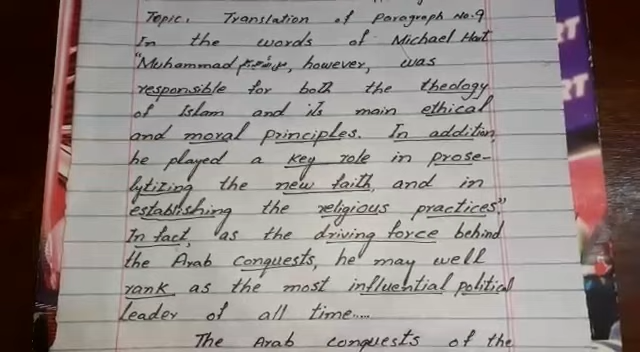 Topic: Translation of Paragraph No.9
In the words of Michael Hart
"Muhammad ﷺ, however, was
responsible for both the theology
of Islam and its main ethical
and moral principles. In addition,
he played a key role in prose-
lytizing the new faith, and in
establishing the religious practices"
In fact, as the driving force behind
the Arab conquests, he may well
rank as the most influential political
leader of all time.....
The Arab conquests of the
RT
RT